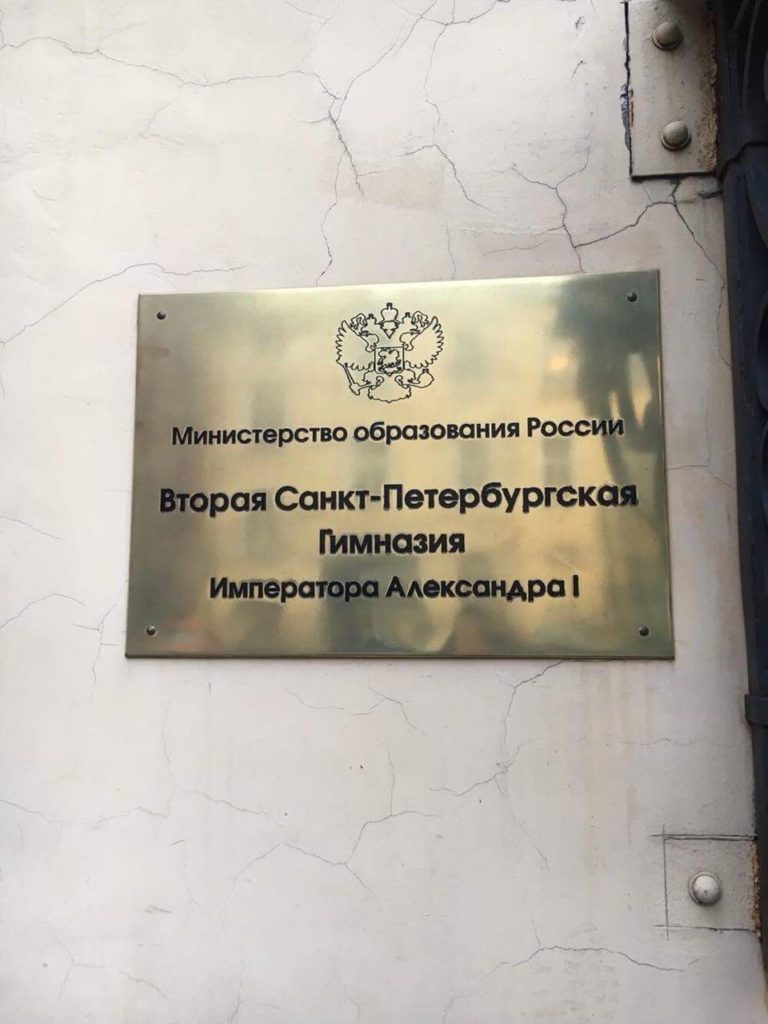 Министерство образования России
Вторая Санкт-Петербургская
Гимназия
Императора Александра I